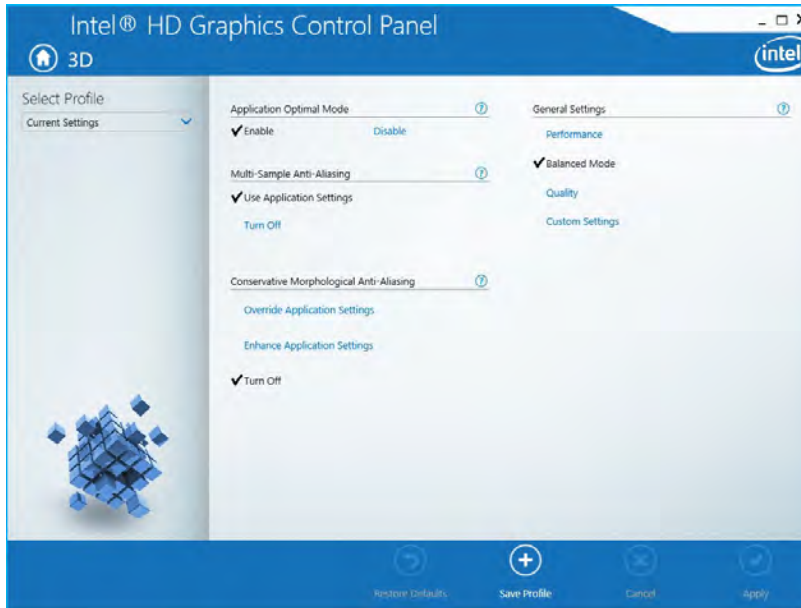 Intel® HD Graphics Control Panel
3D
intel
Select Profile
Current Settings
Application Optimal Mode
Enable
Disable
Multi-Sample Anti-Aliasing
Use Application Settings
Turn Off
Conservative Morphological Anti-Aliasing
Override Application Settings
Enhance Application Settings
Turn Off
General Settings
Performance
Balanced Mode
Quality
Custom Settings
Restore Defaults
Save Profile
Cancel
Apply